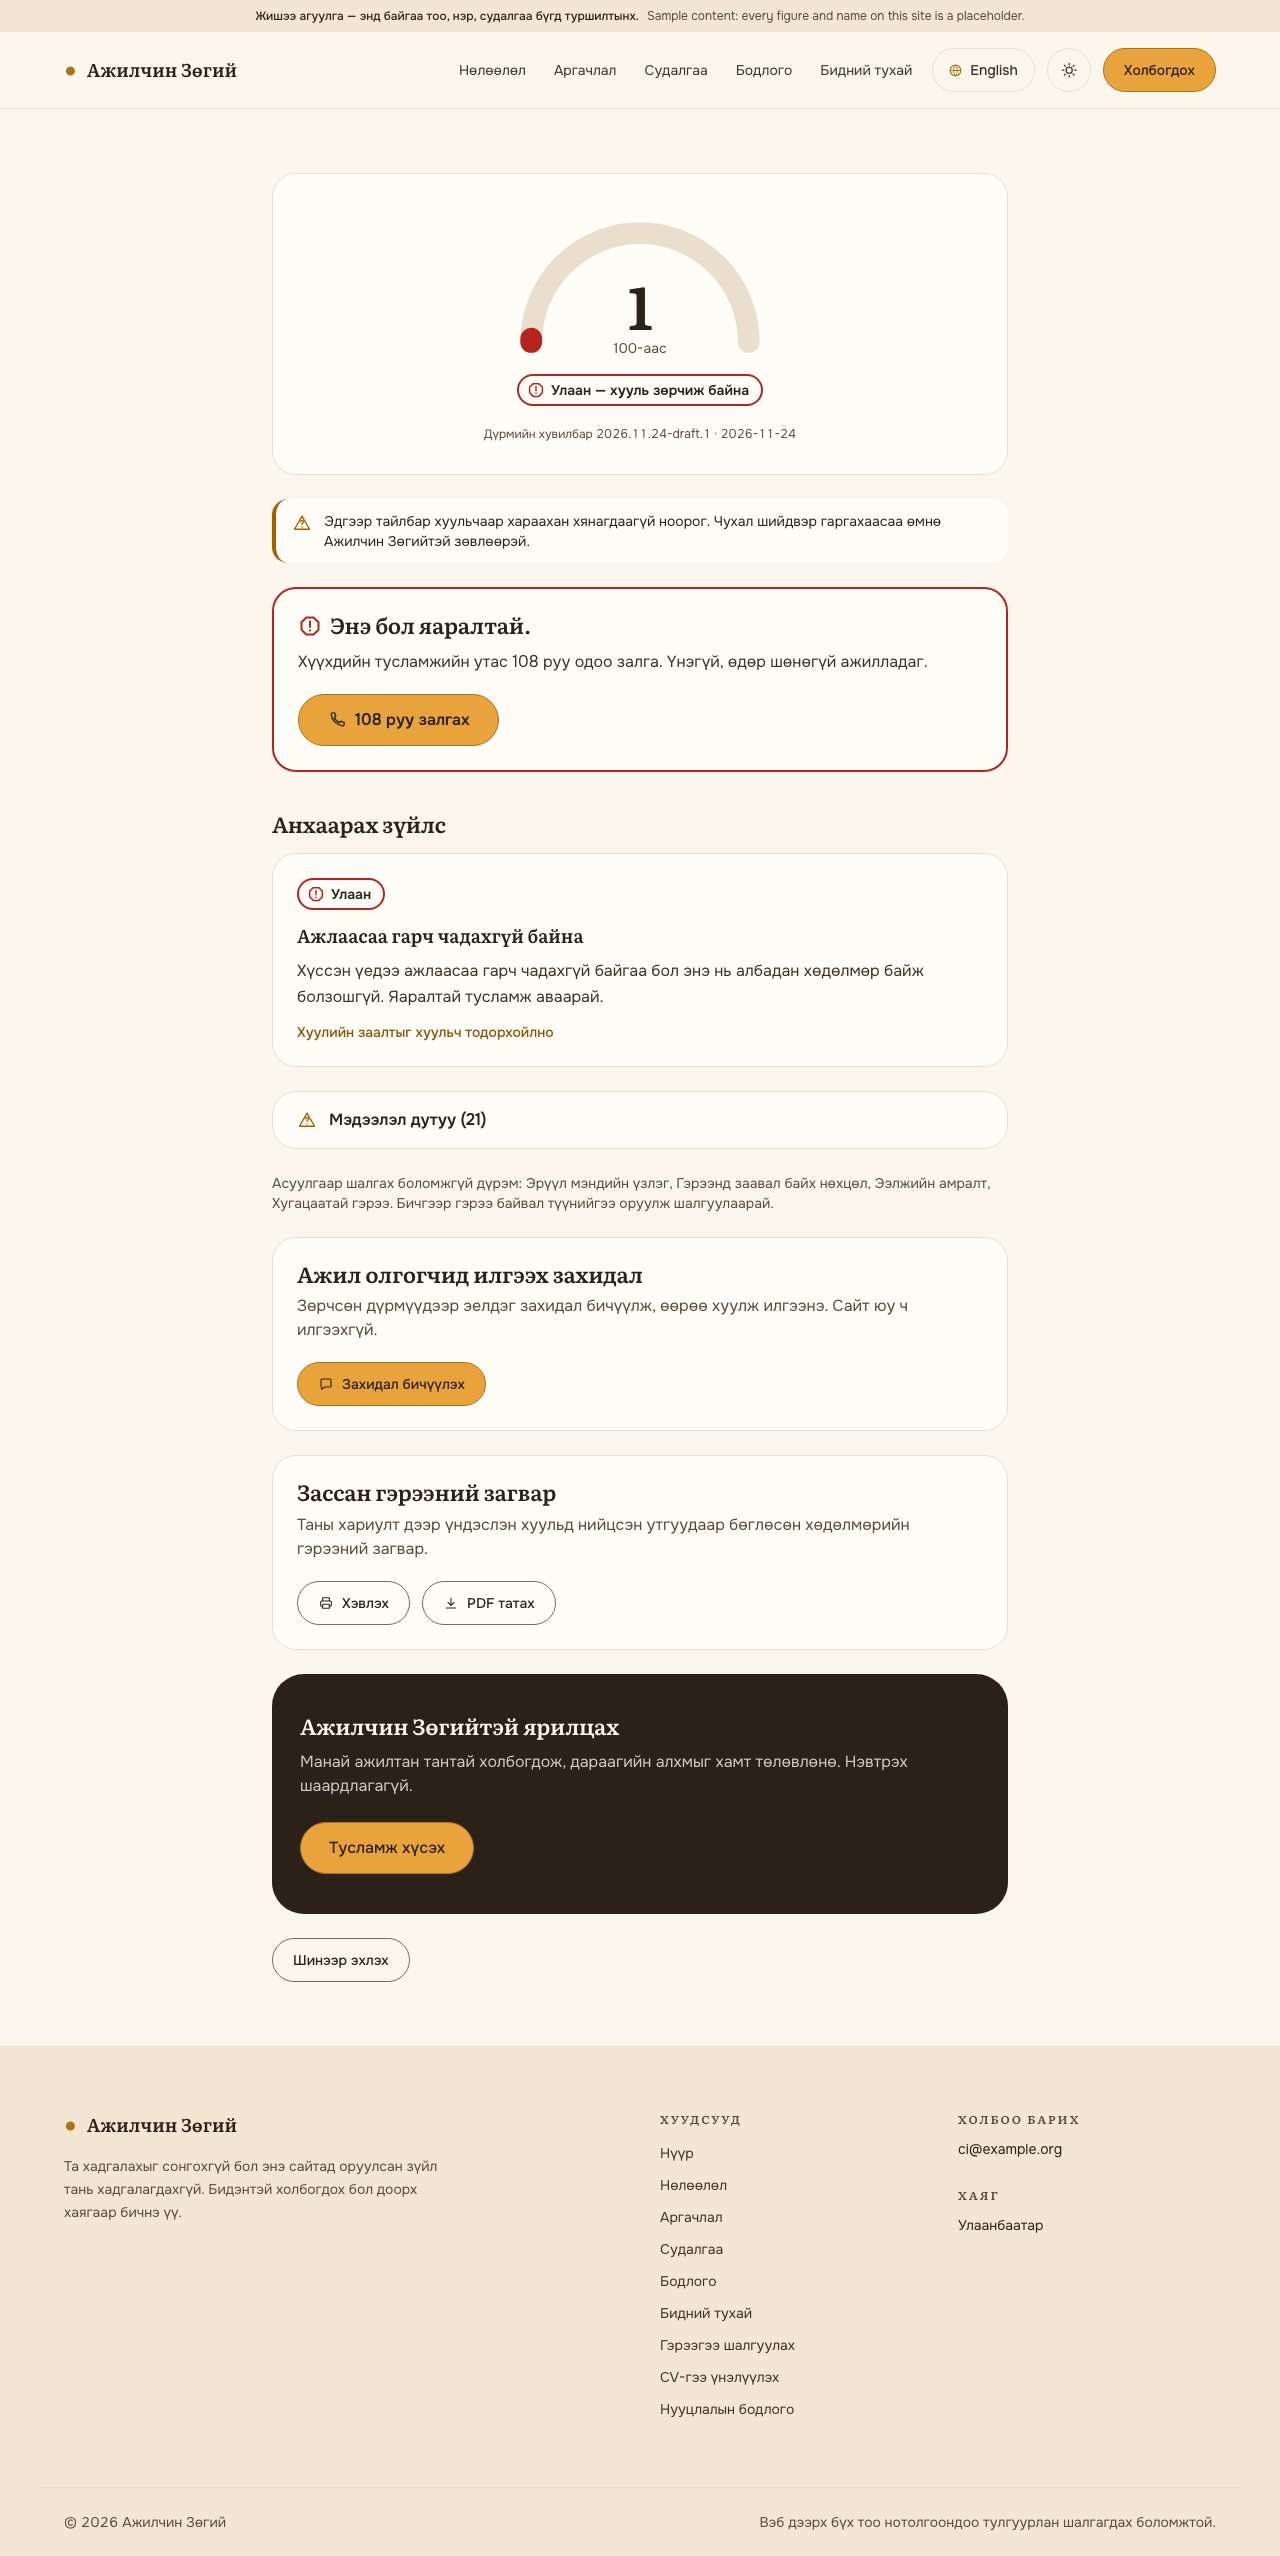 Жишээ агуулга — энд байгаа тоо, нэр, судалгаа бүгд туршилтынх. Sample content: every figure and name on this site is a placeholder.
Ажилчин Зөгий
Нөлөөлөл
Аргачлал
Судалгаа
Бодлого
Бидний тухай
English
Холбогдох
1
100-аас
Улаан — хууль зөрчиж байна
Дүрмийн хувилбар 2026.11.24-draft.1 · 2026-11-24
Эдгээр тайлбар хуульчаар хараахан хянагдаагүй ноорог. Чухал шийдвэр гаргахаасаа өмнө
Ажилчин Зөгийтэй зөвлөөрэй.
Энэ бол яаралтай.
Хүүхдийн тусламжийн утас 108 руу одоо залга. Үнэгүй, өдөр шөнөгүй ажилладаг.
108 руу залгах
Анхаарах зүйлс
Улаан
Ажлаасаа гарч чадахгүй байна
Хүссэн үедээ ажлаасаа гарч чадахгүй байгаа бол энэ нь албадан хөдөлмөр байж
болзошгүй. Яаралтай тусламж аваарай.
Хуулийн заалтыг хуульч тодорхойлно
Мэдээлэл дутуу (21)
Асуулгаар шалгах боломжгүй дүрэм: Эрүүл мэндийн үзлэг, Гэрээнд заавал байх нөхцөл, Ээлжийн амралт,
Хугацаатай гэрээ. Бичгээр гэрээ байвал түүнийгээ оруулж шалгуулаарай.
Ажил олгогчид илгээх захидал
Зөрчсөн дүрмүүдээр эелдэг захидал бичүүлж, өөрөө хуулж илгээнэ. Сайт юу ч
илгээхгүй.
Захидал бичүүлэх
Зассан гэрээний загвар
Таны хариулт дээр үндэслэн хуульд нийцсэн утгуудаар бөглөсөн хөдөлмөрийн
гэрээний загвар.
Хэвлэх
PDF татах
Ажилчин Зөгийтэй ярилцах
Манай ажилтан тантай холбогдож, дараагийн алхмыг хамт төлөвлөнө. Нэвтрэх
шаардлагагүй.
Тусламж хүсэх
Шинээр эхлэх
Ажилчин Зөгий
Та хадгалахыг сонгохгүй бол энэ сайтад оруулсан зүйл
тань хадгалагдахгүй. Бидэнтэй холбогдох бол доорх
хаягаар бичнэ үү.
ХУУДСУУД
Нүүр
Нөлөөлөл
Аргачлал
Судалгаа
Бодлого
Бидний тухай
Гэрээгээ шалгуулах
CV-гээ үнэлүүлэх
Нууцлалын бодлого
ХОЛБОО БАРИХ
ci@example.org
ХАЯГ
Улаанбаатар
© 2026 Ажилчин Зөгий
Вэб дээрх бүх тоо нотолгоондоо тулгуурлан шалгагдах боломжтой.